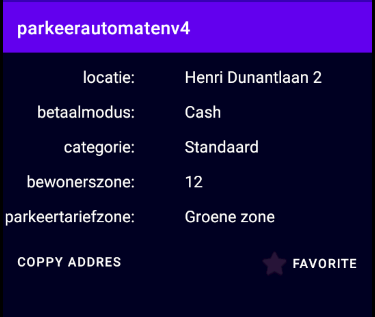 parkeerautomatenv4
locatie: Henri Dunantlaan 2
betaalmodus: Cash
categorie: Standaard
bewonerszone: 12
parkeertariefzone: Groene zone
COPPY ADDRES FAVORITE